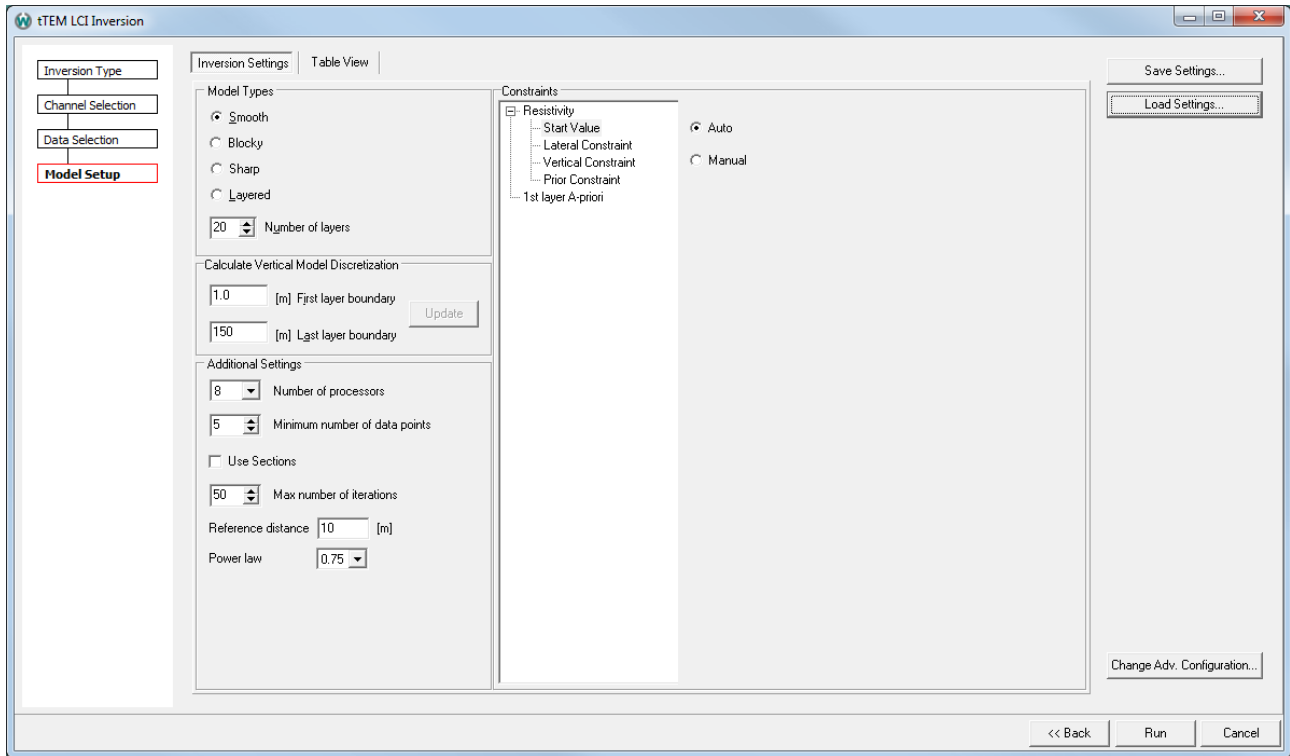 tTEM LCI Inversion
Inversion Type
Channel Selection
Data Selection
Model Setup
Inversion Settings
Table View
Model Types
Smooth
Blocky
Sharp
Layered
20 Number of layers
Calculate Vertical Model Discretization
1.0 [m] First layer boundary
Update
150 [m] Last layer boundary
Additional Settings
8 Number of processors
5 Minimum number of data points
Use Sections
50 Max number of iterations
Reference distance 10 [m]
Power law 0.75
Constraints
Resistivity
Start Value
Lateral Constraint
Vertical Constraint
Prior Constraint
1st layer A-priori
Auto
Manual
Save Settings...
Load Settings...
Change Adv. Configuration...
<< Back
Run
Cancel